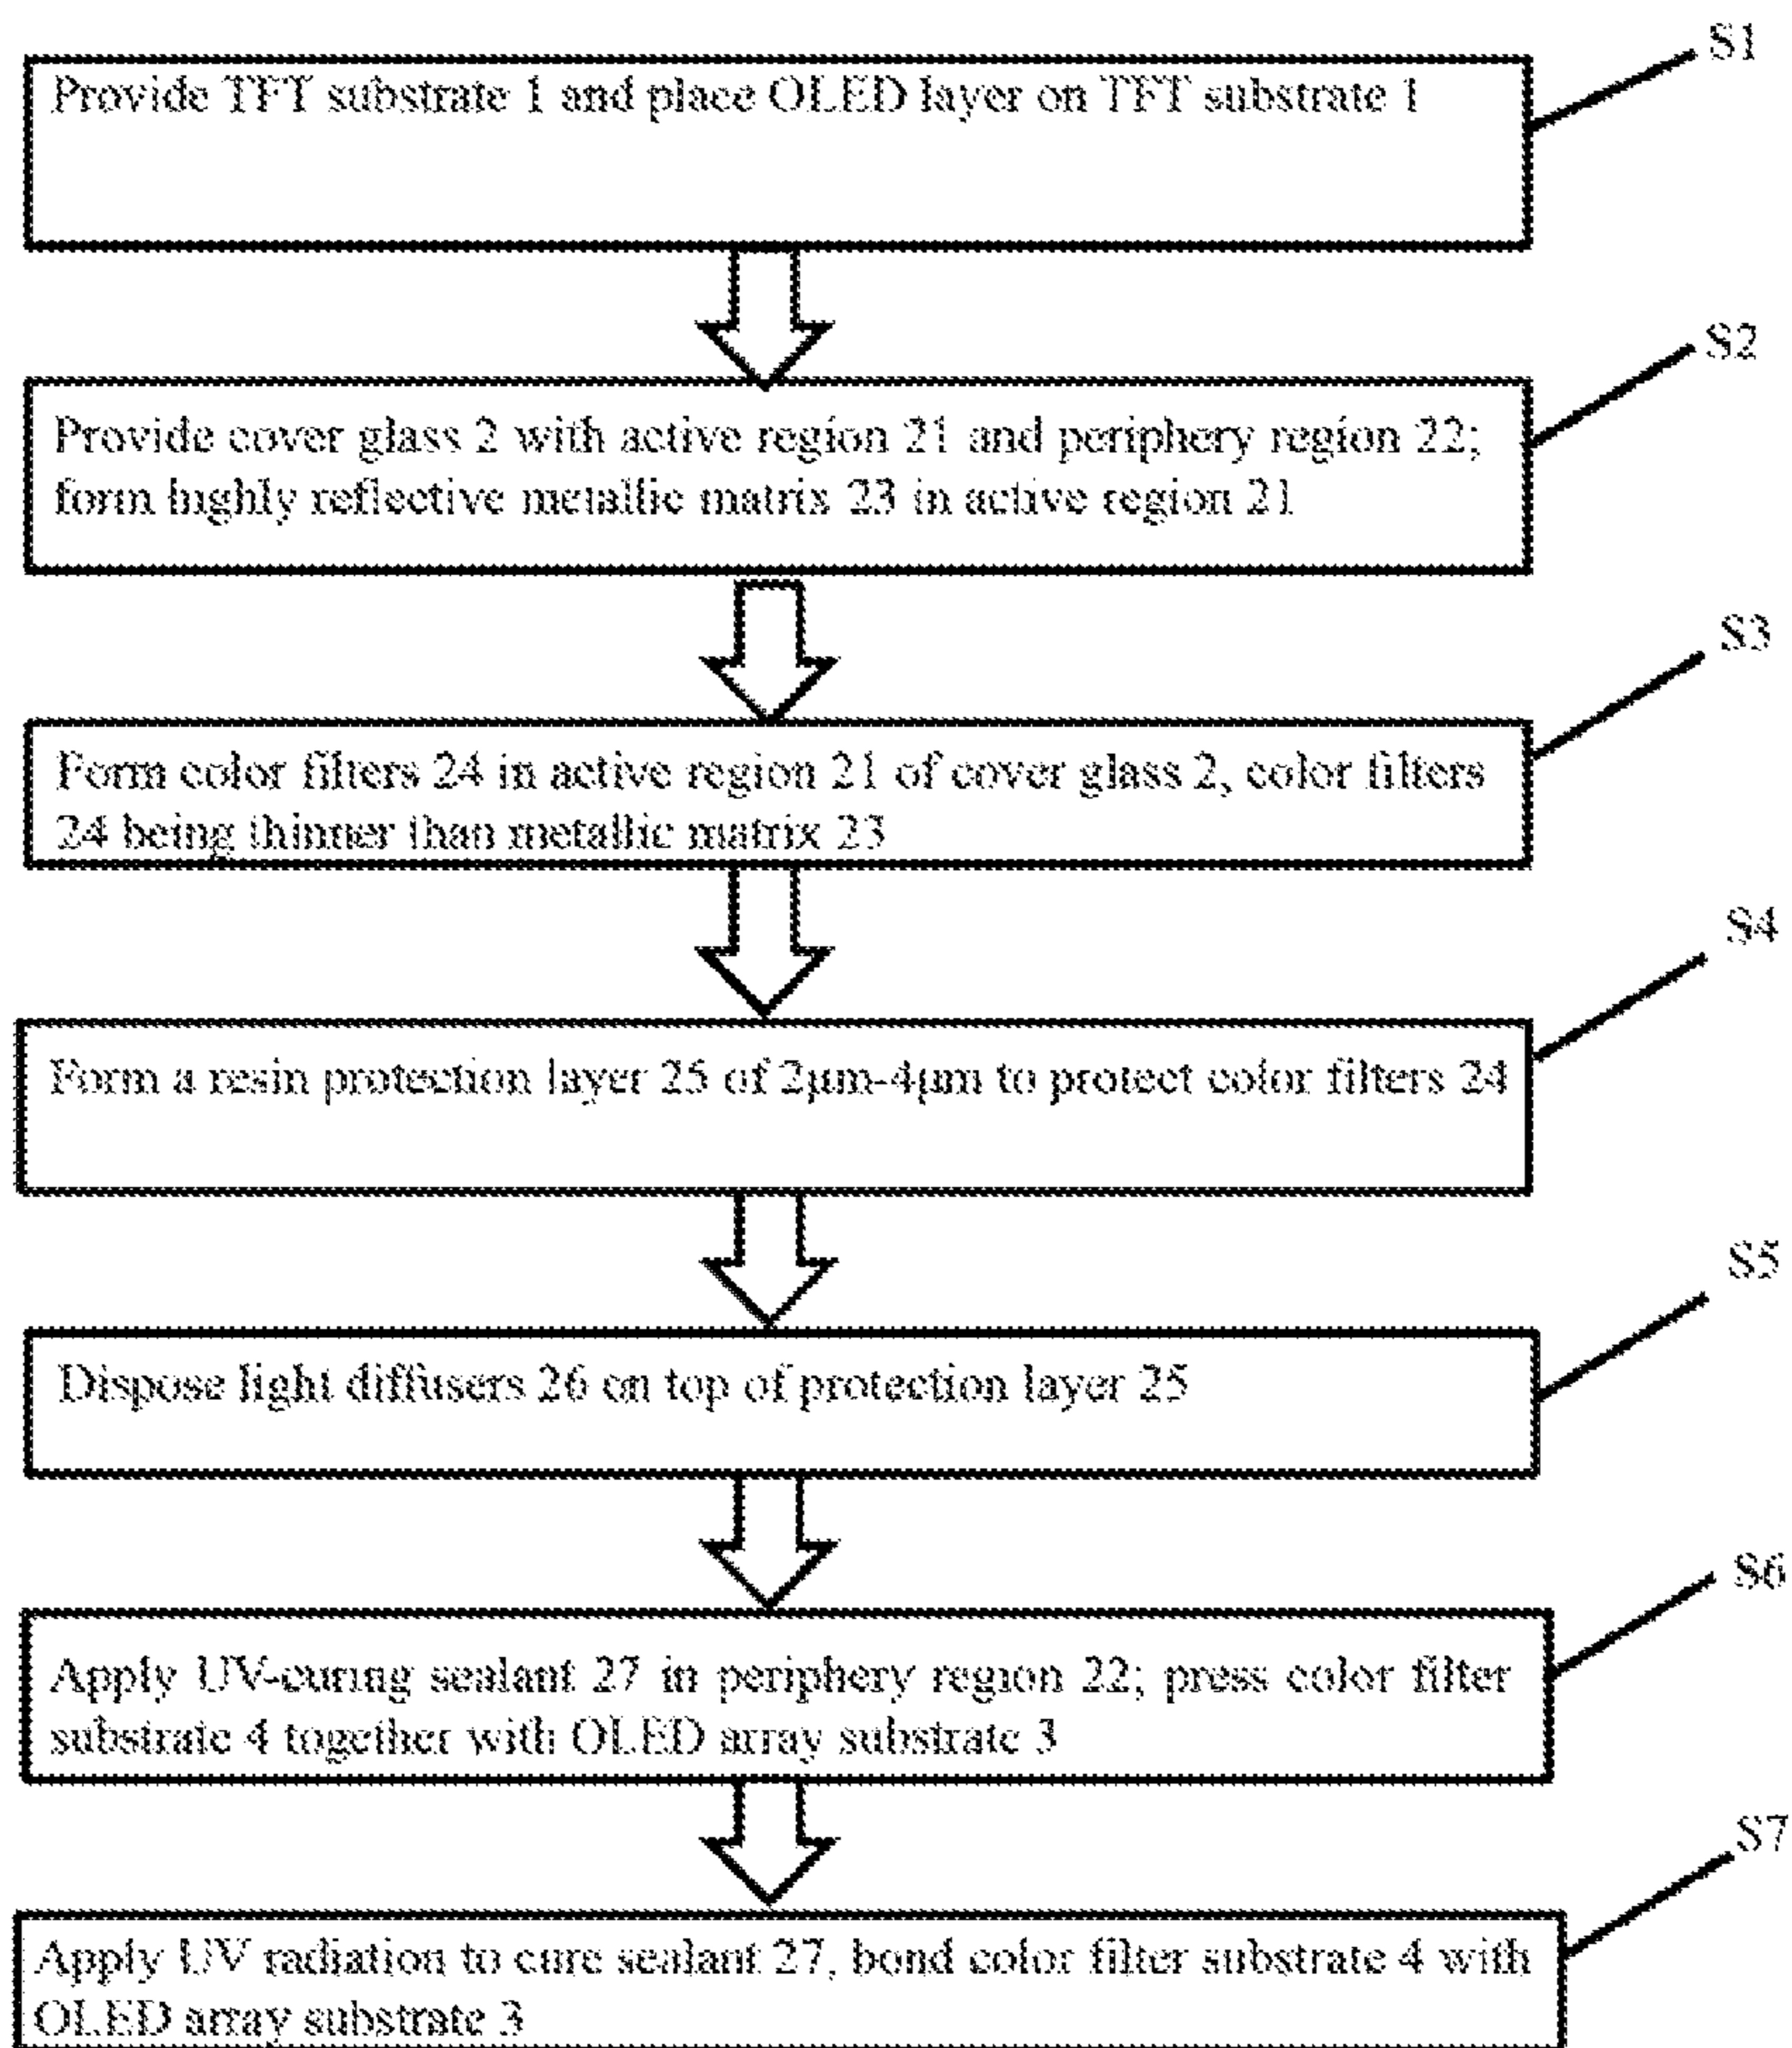 S1
Provide TFT substrate 1 and place OLED layer on TFT substrate 1
S2
Provide cover glass 2 with active region 21 and periphery region 22;
form highly reflective metallic matrix 23 in active region 21
S3
Form color filters 24 in active region 21 of cover glass 2, color filters
24 being thinner than metallic matrix 23
S4
Form a resin protection layer 25 of 2μm-4μm to protect color filters 24
S5
Dispose light diffusers 26 on top of protection layer 25
S6
Apply UV-curing sealant 27 in periphery region 22; press color filter
substrate 4 together with OLED array substrate 3
S7
Apply UV radiation to cure sealant 27, bond color filter substrate 4 with
OLED array substrate 3